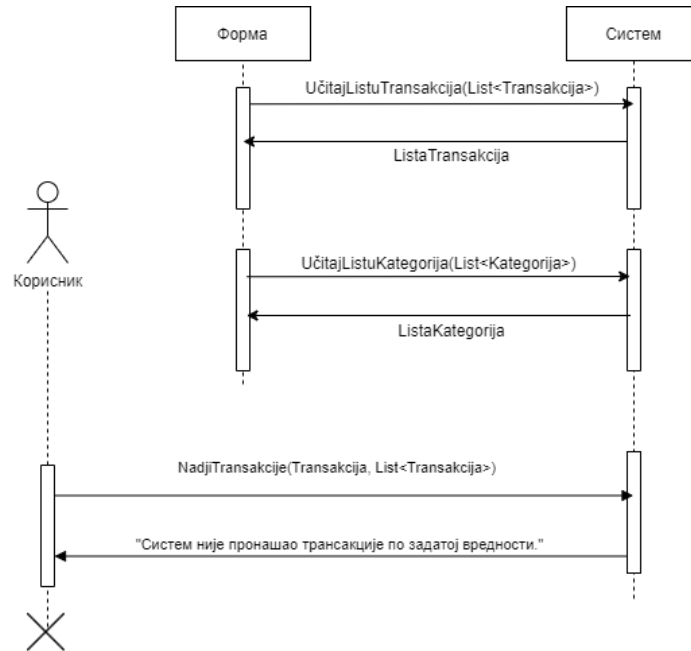 Форма
Систем
UčitajListuTransakcija(List<Transakcija>)
ListaTransakcija
Корисник
UčitajListuKategorija(List<Kategorija>)
ListaKategorija
NadjiTransakcije(Transakcija, List<Transakcija>)
"Систем није пронашао трансакције по задатој вредности."